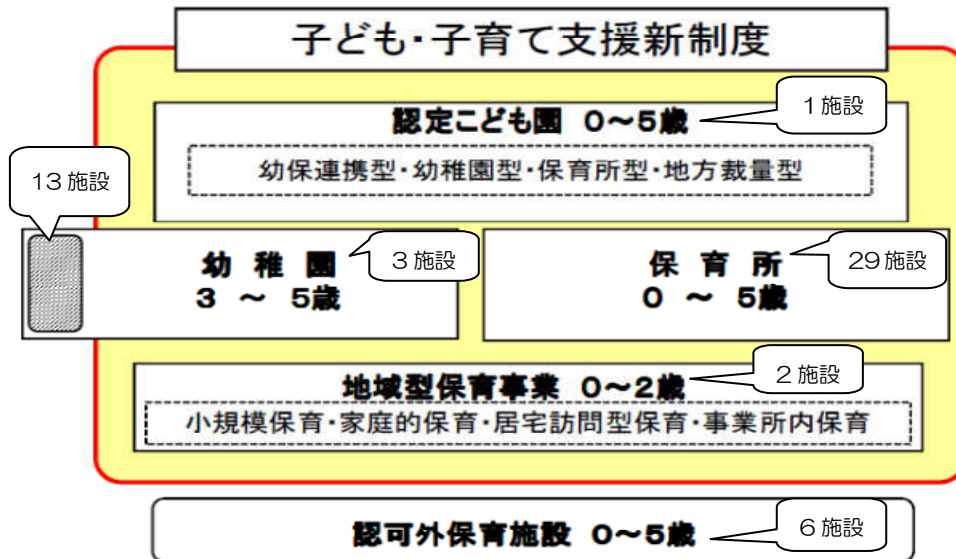 子ども・子育て支援新制度
1施設
認定こども園 0～5歳
幼保連携型・幼稚園型・保育所型・地方裁量型
13施設
幼稚園
3 ～ 5歳
3施設
保育所
0 ～ 5歳
29施設
2施設
地域型保育事業 0～2歳
小規模保育・家庭的保育・居宅訪問型保育・事業所内保育
認可外保育施設 0～5歳
6施設